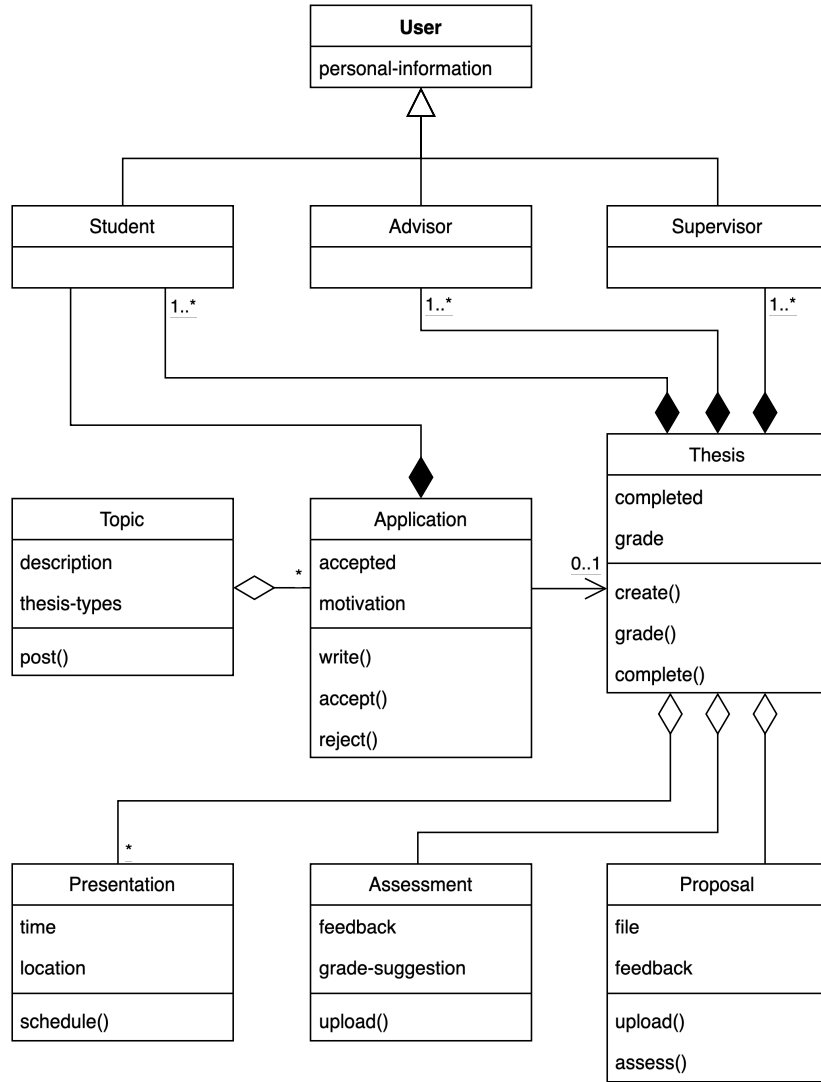 User
personal-information
Student
Advisor
Supervisor
1..*
1..*
1..*
Thesis
completed
grade
create()
grade()
complete()
Topic
description
thesis-types
post()
*
Application
accepted
motivation
write()
accept()
reject()
0..1
*
Presentation
time
location
schedule()
Assessment
feedback
grade-suggestion
upload()
Proposal
file
feedback
upload()
assess()